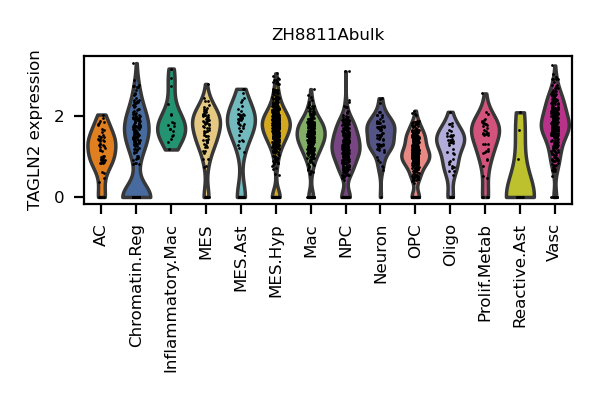 ZH8811Abulk
TAGLN2 expression
2
0
AC
Chromatin.Reg
Inflammatory.Mac
MES
MES.Ast
MES.Hyp
Mac
NPC
Neuron
OPC
Oligo
Prolif.Metab
Reactive.Ast
Vasc